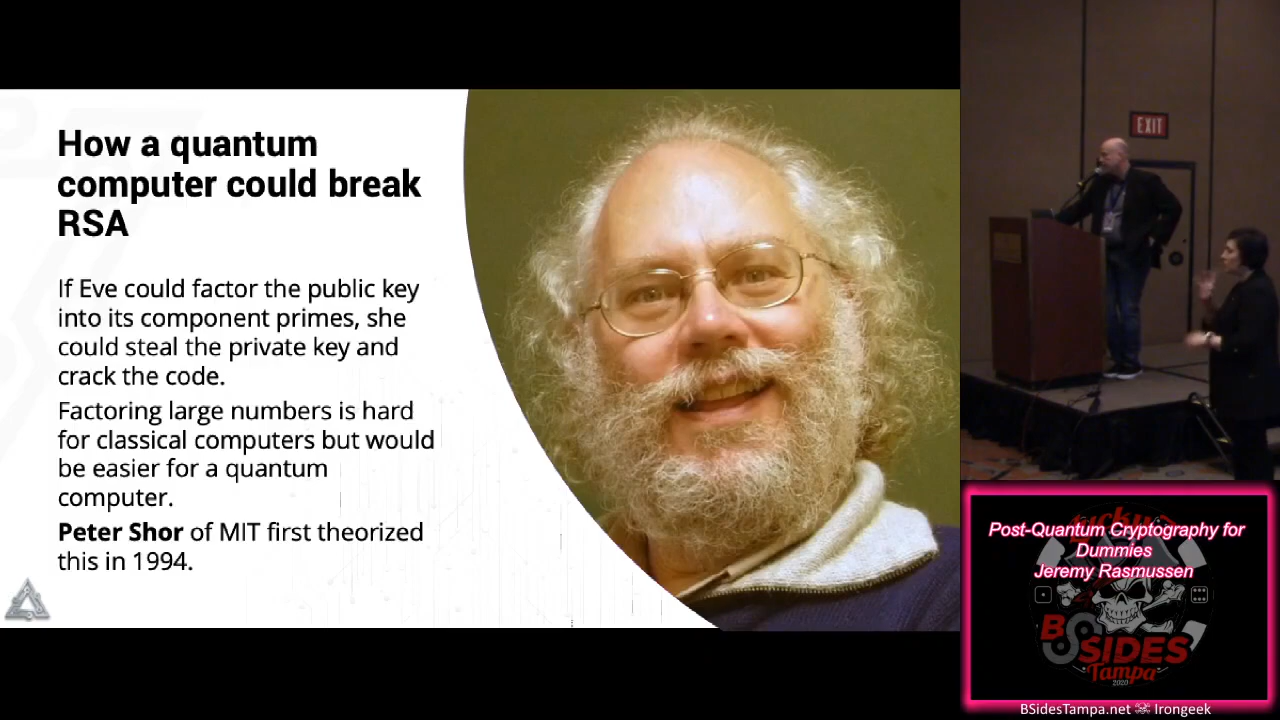 How a quantum
computer could break
RSA
If Eve could factor the public key
into its component primes, she
could steal the private key and
crack the code.
Factoring large numbers is hard
for classical computers but would
be easier for a quantum
computer.
Peter Shor of MIT first theorized
this in 1994.
EXIT
Post-Quantum Cryptography for
Dummies
Jeremy Rasmussen
B SIDES
Tampa
2020
BSidesTampa.net Irongeek